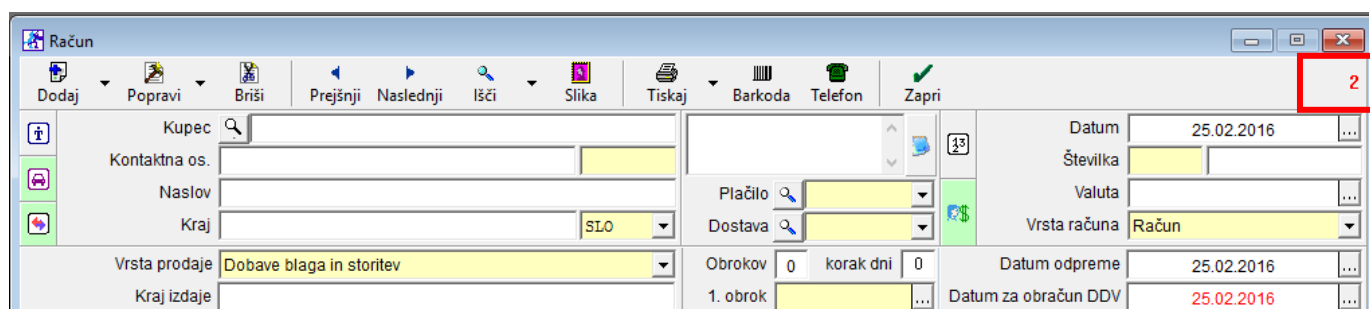 Račun
Dodaj Popravi Briši Prejšnji Naslednji Išči Slika Tiskaj Barkoda Telefon Zapri 2
Kupec Datum 25.02.2016 ...
Kontaktna os. Številka
Naslov Plačilo Valuta ...
Kraj SLO Dostava Vrsta računa Račun
Vrsta prodaje Dobave blaga in storitev Obrokov 0 korak dni 0 Datum odpreme 25.02.2016 ...
Kraj izdaje 1. obrok ... Datum za obračun DDV 25.02.2016 ...